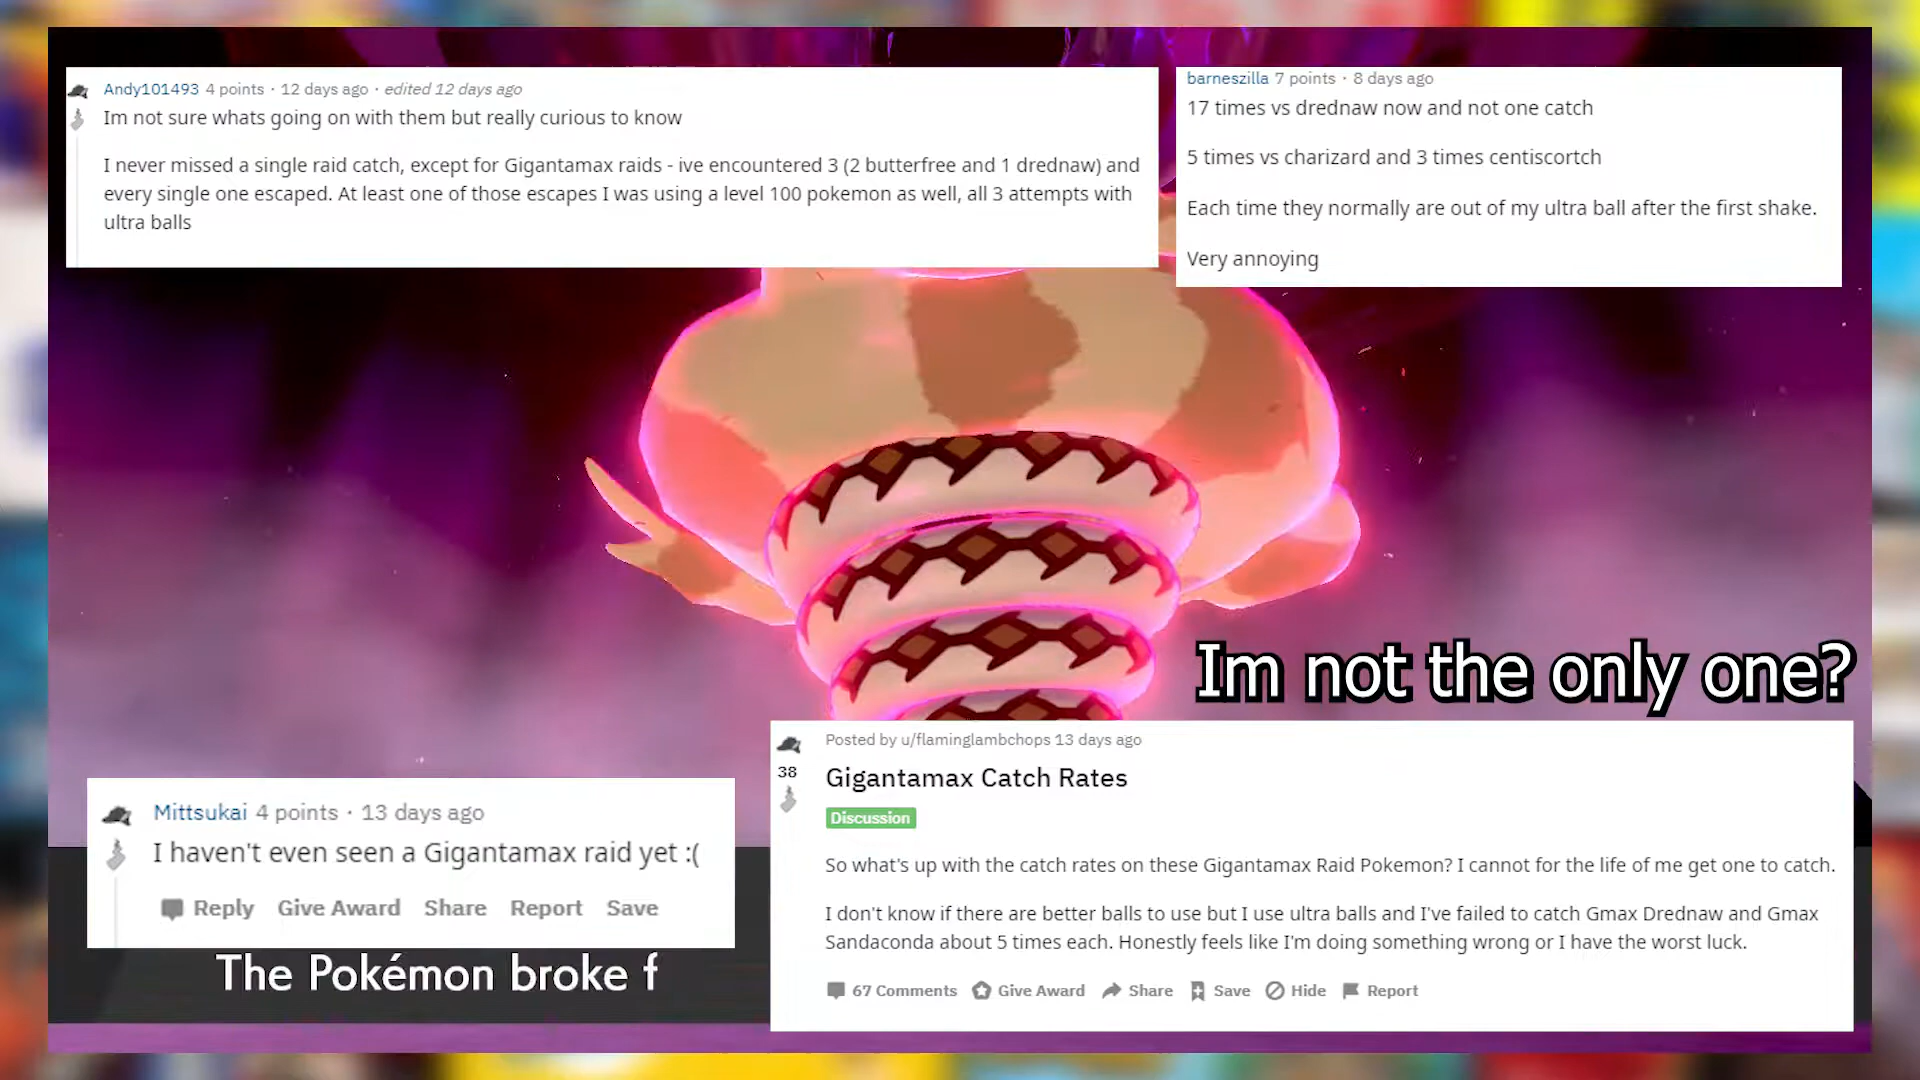 Andy101493 4 points · 12 days ago · edited 12 days ago
Im not sure whats going on with them but really curious to know
I never missed a single raid catch, except for Gigantamax raids - ive encountered 3 (2 butterfree and 1 drednaw) and
every single one escaped. At least one of those escapes I was using a level 100 pokemon as well, all 3 attempts with
ultra balls
barneszilla 7 points · 8 days ago
17 times vs drednaw now and not one catch
5 times vs charizard and 3 times centiscortch
Each time they normally are out of my ultra ball after the first shake.
Very annoying
Im not the only one?
Mittsukai 4 points · 13 days ago
I haven't even seen a Gigantamax raid yet :(
Reply Give Award Share Report Save
The Pokémon broke f
Posted by u/flaminglambchops 13 days ago
38
Gigantamax Catch Rates
Discussion
So what's up with the catch rates on these Gigantamax Raid Pokemon? I cannot for the life of me get one to catch.
I don't know if there are better balls to use but I use ultra balls and I've failed to catch Gmax Drednaw and Gmax
Sandaconda about 5 times each. Honestly feels like I'm doing something wrong or I have the worst luck.
67 Comments Give Award Share Save Hide Report